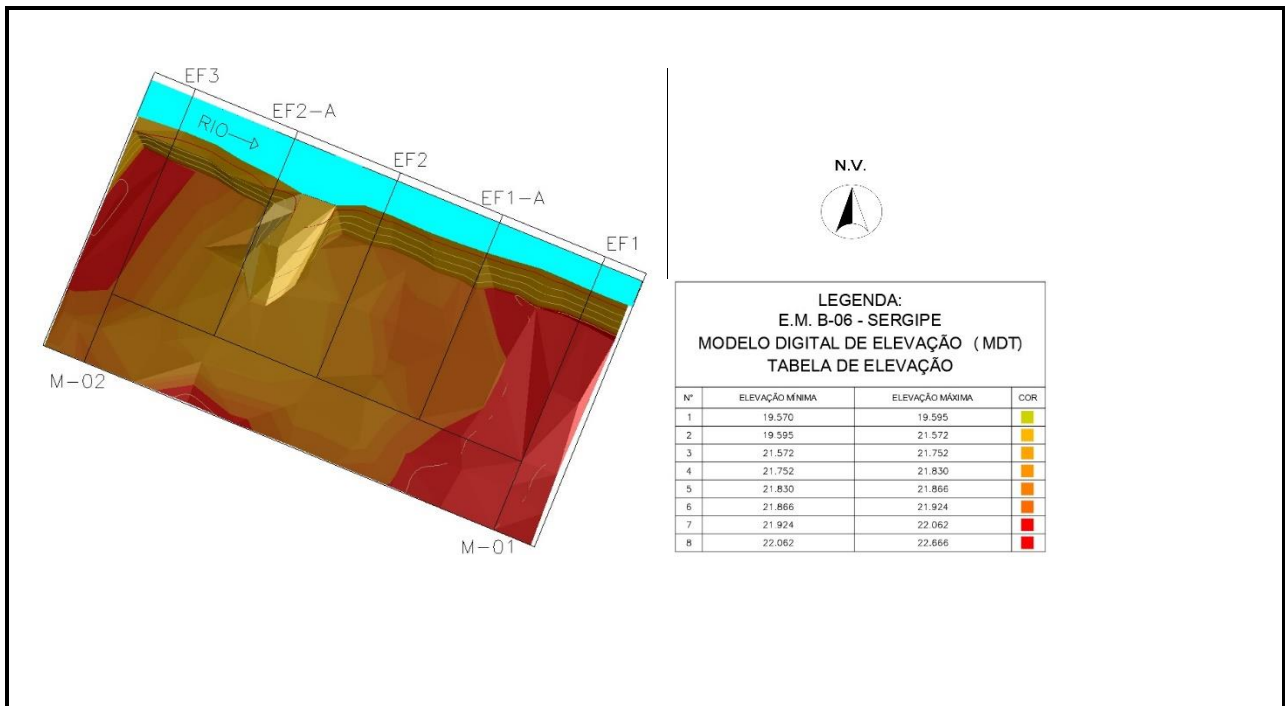 EF3
EF2-A
RIO
EF2
EF1-A
EF1
M-02
M-01
N.V.
LEGENDA:
E.M. B-06 - SERGIPE
MODELO DIGITAL DE ELEVAÇÃO ( MDT)
TABELA DE ELEVAÇÃO
N° ELEVAÇÃO MÍNIMA ELEVAÇÃO MÁXIMA COR
1 19.570 19.595
2 19.595 21.572
3 21.572 21.752
4 21.752 21.830
5 21.830 21.866
6 21.866 21.924
7 21.924 22.062
8 22.062 22.666